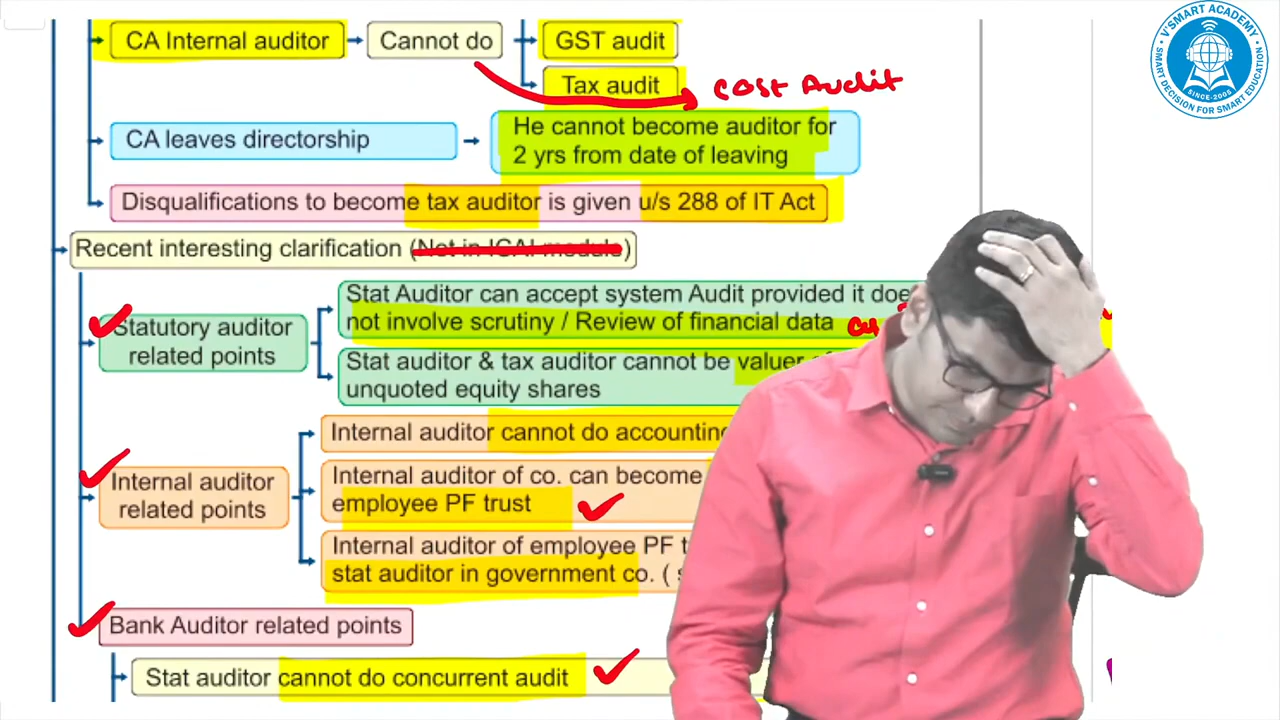 CA Internal auditor
Cannot do
GST audit
Tax audit
cost Audit
CA leaves directorship
He cannot become auditor for
2 yrs from date of leaving
Disqualifications to become tax auditor is given u/s 288 of IT Act
Recent interesting clarification (Not in ICAI module)
Statutory auditor
related points
Stat Auditor can accept system Audit provided it
not involve scrutiny / Review of financial data
Stat auditor & tax auditor cannot be valuer
unquoted equity shares
Internal auditor
related points
Internal auditor cannot do accounting
Internal auditor of co. can become
employee PF trust
Internal auditor of employee PF
stat auditor in government co. (
Bank Auditor related points
Stat auditor cannot do concurrent audit
V'SMART ACADEMY
SMART DECISION FOR SMART EDUCATION
SINCE-2005